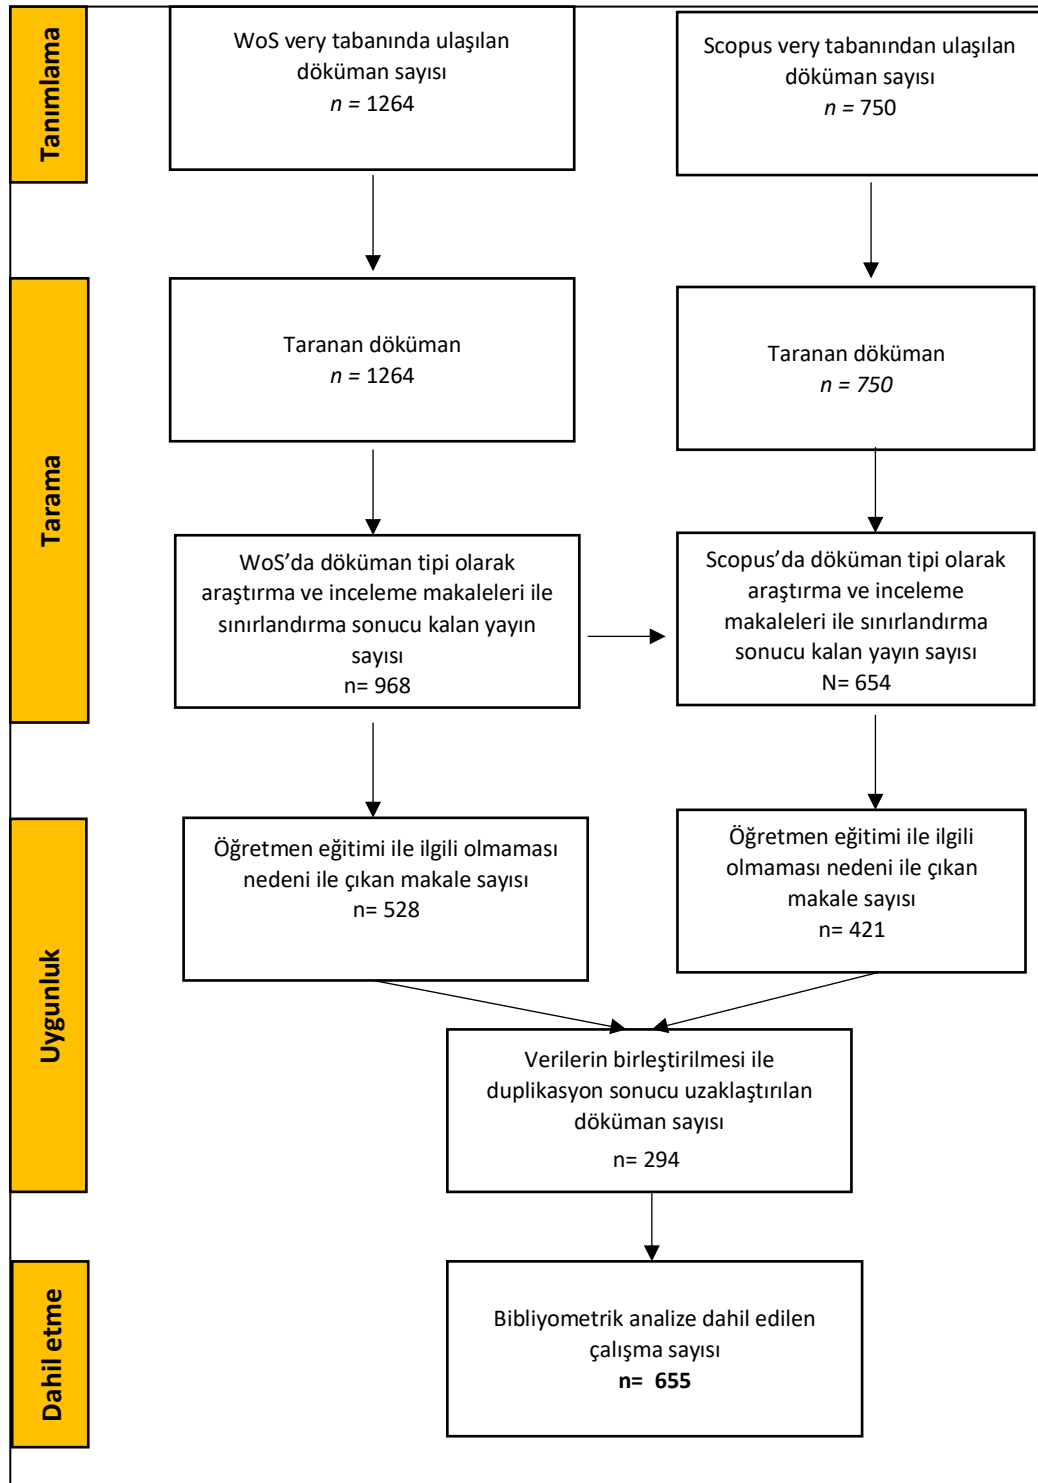 Tanımlama
WoS very tabanında ulaşılan
döküman sayısı
n = 1264
Scopus very tabanından ulaşılan
döküman sayısı
n = 750
Tarama
Taranan döküman
n = 1264
Taranan döküman
n = 750
WoS’da döküman tipi olarak
araştırma ve inceleme makaleleri ile
sınırlandırma sonucu kalan yayın
sayısı
n= 968
Scopus’da döküman tipi olarak
araştırma ve inceleme
makaleleri ile sınırlandırma
sonucu kalan yayın sayısı
N= 654
Uygunluk
Öğretmen eğitimi ile ilgili olmaması
nedeni ile çıkan makale sayısı
n= 528
Öğretmen eğitimi ile ilgili
olmaması nedeni ile çıkan
makale sayısı
n= 421
Verilerin birleştirilmesi ile
duplikasyon sonucu uzaklaştırılan
döküman sayısı
n= 294
Dahil etme
Bibliyometrik analize dahil edilen
çalışma sayısı
n= 655